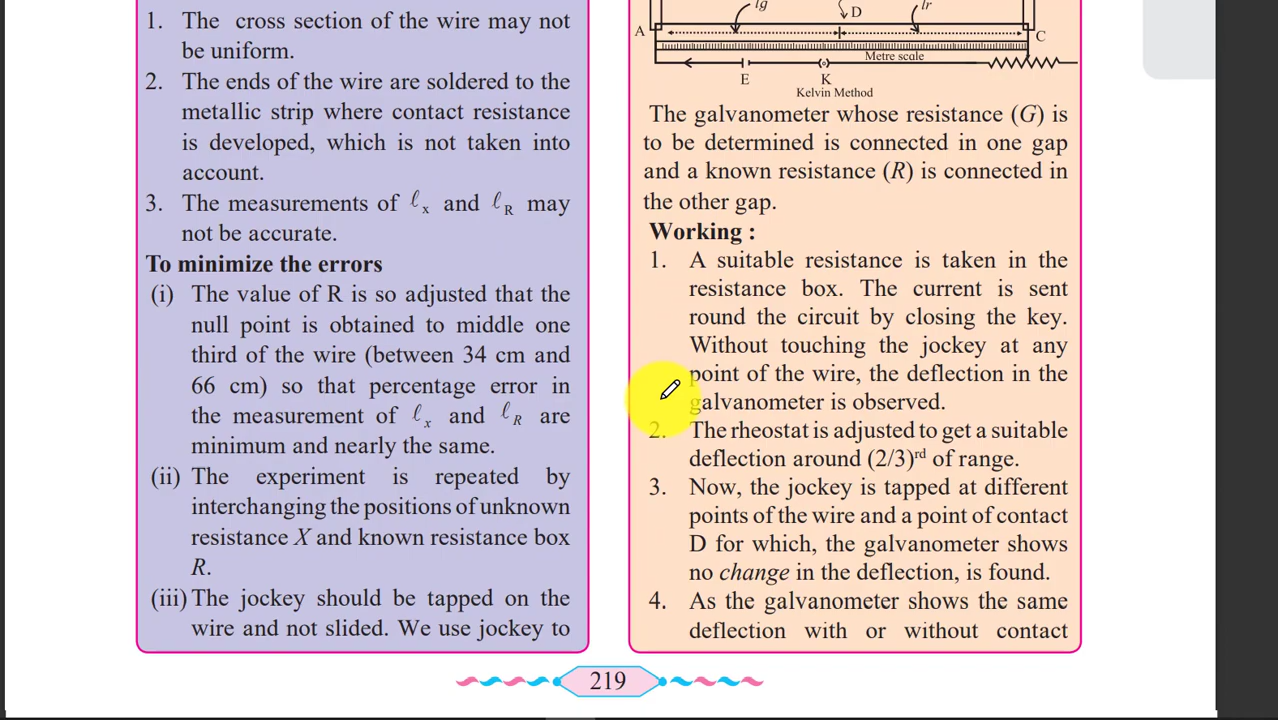 1. The cross section of the wire may not
be uniform.
2. The ends of the wire are soldered to the
metallic strip where contact resistance
is developed, which is not taken into
account.
3. The measurements of ℓx and ℓR may
not be accurate.
To minimize the errors
(i) The value of R is so adjusted that the
null point is obtained to middle one
third of the wire (between 34 cm and
66 cm) so that percentage error in
the measurement of ℓx and ℓR are
minimum and nearly the same.
(ii) The experiment is repeated by
interchanging the positions of unknown
resistance X and known resistance box
R.
(iii) The jockey should be tapped on the
wire and not slided. We use jockey to
lg D lr
A C
Metre scale
E K
Kelvin Method
The galvanometer whose resistance (G) is
to be determined is connected in one gap
and a known resistance (R) is connected in
the other gap.
Working :
1. A suitable resistance is taken in the
resistance box. The current is sent
round the circuit by closing the key.
Without touching the jockey at any
point of the wire, the deflection in the
galvanometer is observed.
2. The rheostat is adjusted to get a suitable
deflection around (2/3)rd of range.
3. Now, the jockey is tapped at different
points of the wire and a point of contact
D for which, the galvanometer shows
no change in the deflection, is found.
4. As the galvanometer shows the same
deflection with or without contact
219